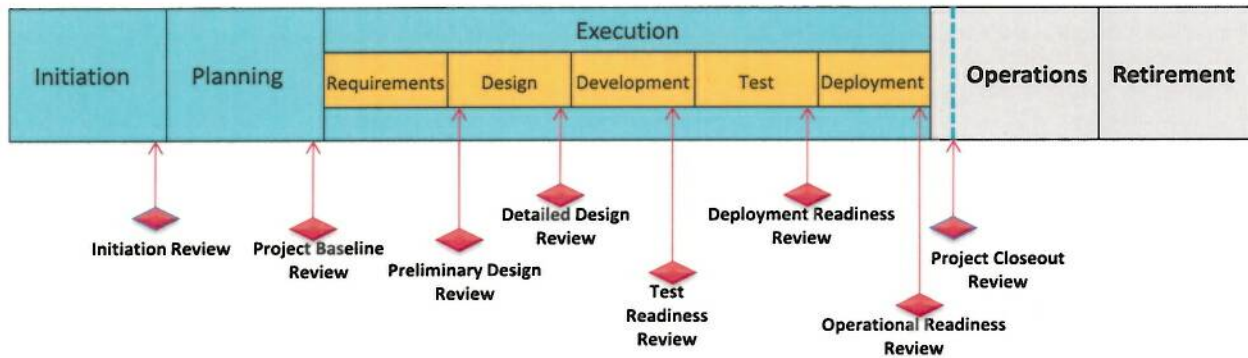 Execution
Initiation
Planning
Requirements
Design
Development
Test
Deployment
Operations
Retirement
Initiation Review
Project Baseline
Review
Preliminary Design
Review
Detailed Design
Review
Test
Readiness
Review
Deployment Readiness
Review
Operational Readiness
Review
Project Closeout
Review